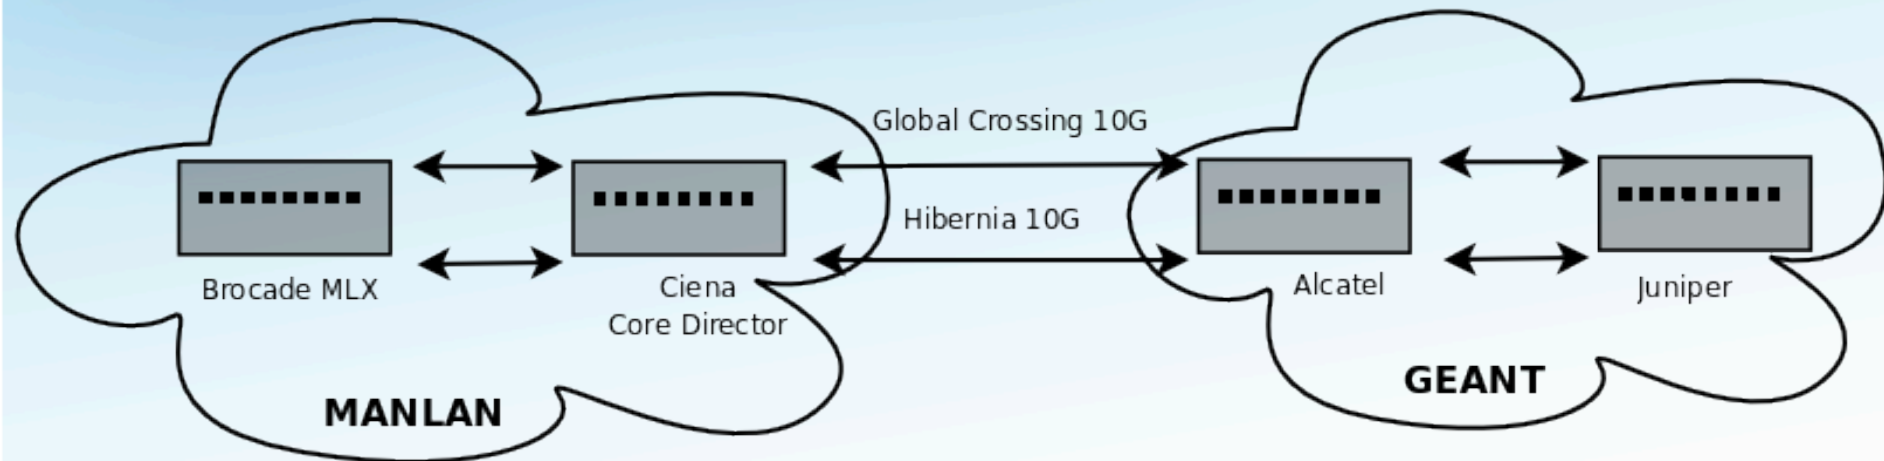 Global Crossing 10G
Hibernia 10G
Brocade MLX
Ciena
Core Director
Alcatel
Juniper
MANLAN
GEANT